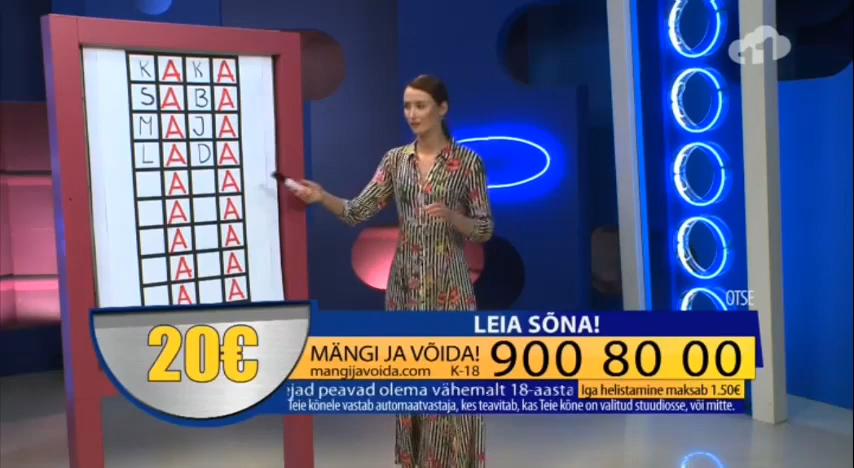 K A K A
S A B A
M A J A
L A D A
A A
A A
A A
A A
A A
11
OTSE
LEIA SÕNA!
20€
MÄNGI JA VÕIDA! 900 80 00
mangijavoida.com K-18
ejad peavad olema vähemalt 18-aasta Iga helistamine maksab 1.50€
Teie kõnele vastab automaatvastaja, kes teavitab, kas Teie kõne on valitud stuudiosse, või mitte.